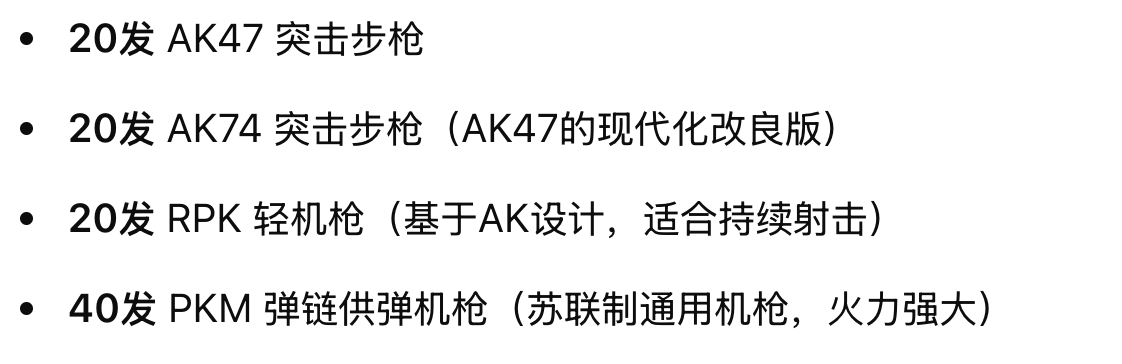 • 20发 AK47 突击步枪
• 20发 AK74 突击步枪（AK47的现代化改良版）
• 20发 RPK 轻机枪（基于AK设计，适合持续射击）
• 40发 PKM 弹链供弹机枪（苏联制通用机枪，火力强大）